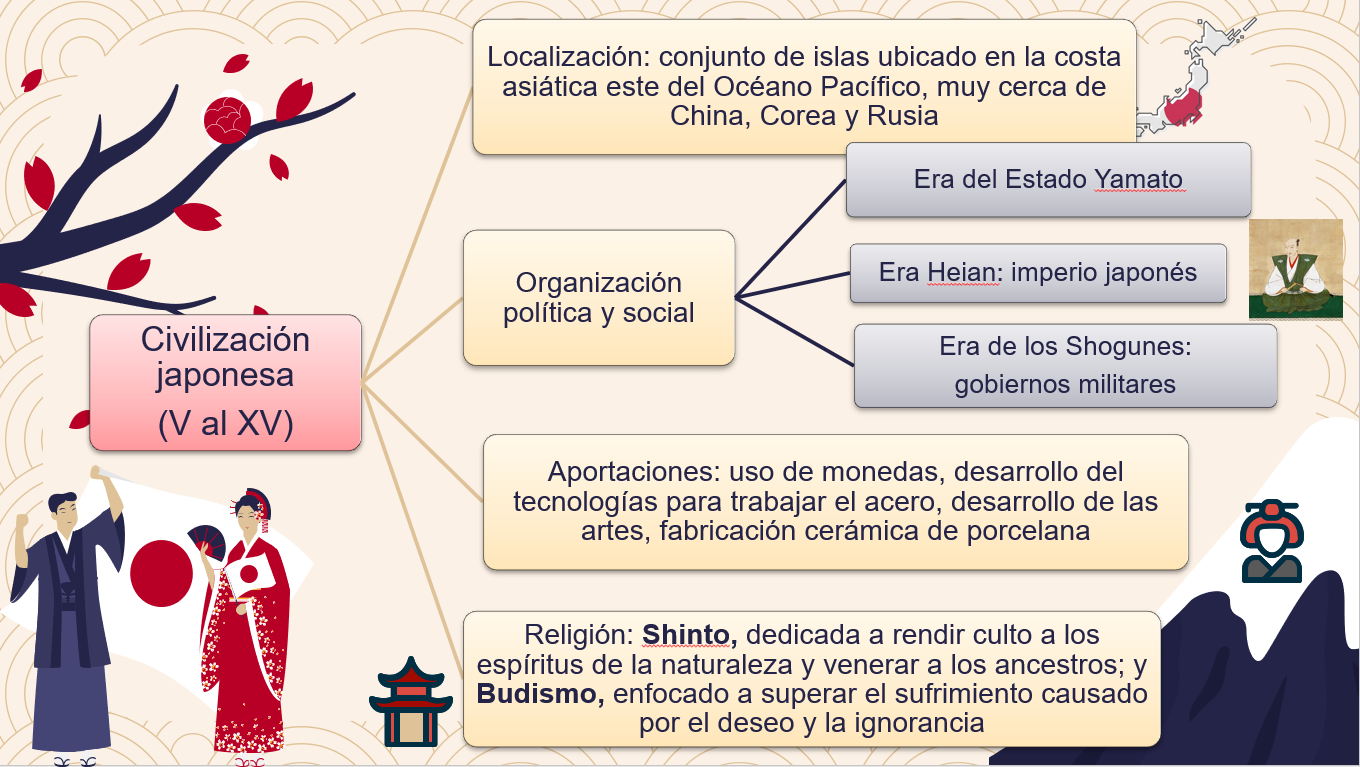 Localización: conjunto de islas ubicado en la costa
asiática este del Océano Pacífico, muy cerca de
China, Corea y Rusia
Era del Estado Yamato
Organización
política y social
Era Heian: imperio japonés
Era de los Shogunes:
gobiernos militares
Civilización
japonesa
(V al XV)
Aportaciones: uso de monedas, desarrollo del
tecnologías para trabajar el acero, desarrollo de las
artes, fabricación cerámica de porcelana
Religión: Shinto, dedicada a rendir culto a los
espíritus de la naturaleza y venerar a los ancestros; y
Budismo, enfocado a superar el sufrimiento causado
por el deseo y la ignorancia